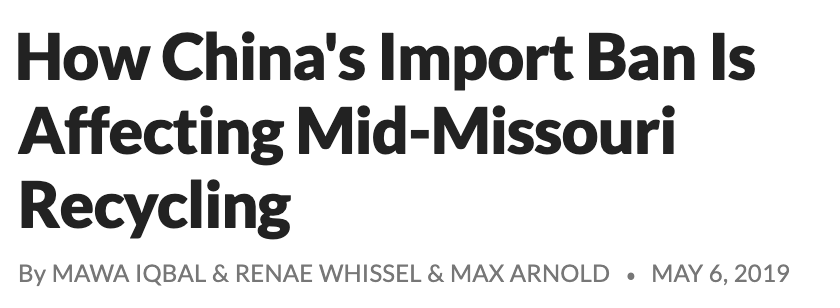 How China's Import Ban Is
Affecting Mid-Missouri
Recycling
By MAWA IQBAL & RENAE WHISSEL & MAX ARNOLD • MAY 6, 2019